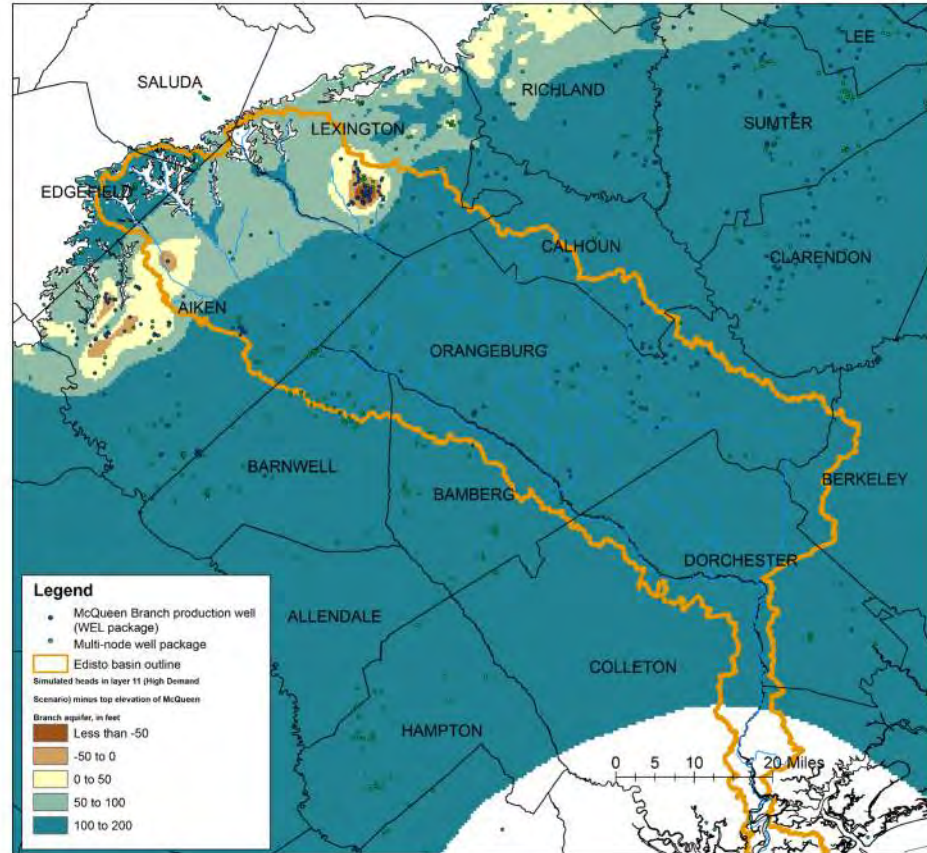 LEE
SALUDA
RICHLAND
LEXINGTON
SUMTER
EDGEFIELD
CALHOUN
CLARENDON
AIKEN
ORANGEBURG
BARNWELL
BERKELEY
BAMBERG
DORCHESTER
ALLENDALE
COLLETON
HAMPTON
0 5 10 20 Miles
Legend
McQueen Branch production well
(WEL package)
Multi-node well package
Edisto basin outline
Simulated heads in layer 11 (High Demand
Scenario) minus top elevation of McQueen
Branch aquifer, in feet
Less than -50
-50 to 0
0 to 50
50 to 100
100 to 200